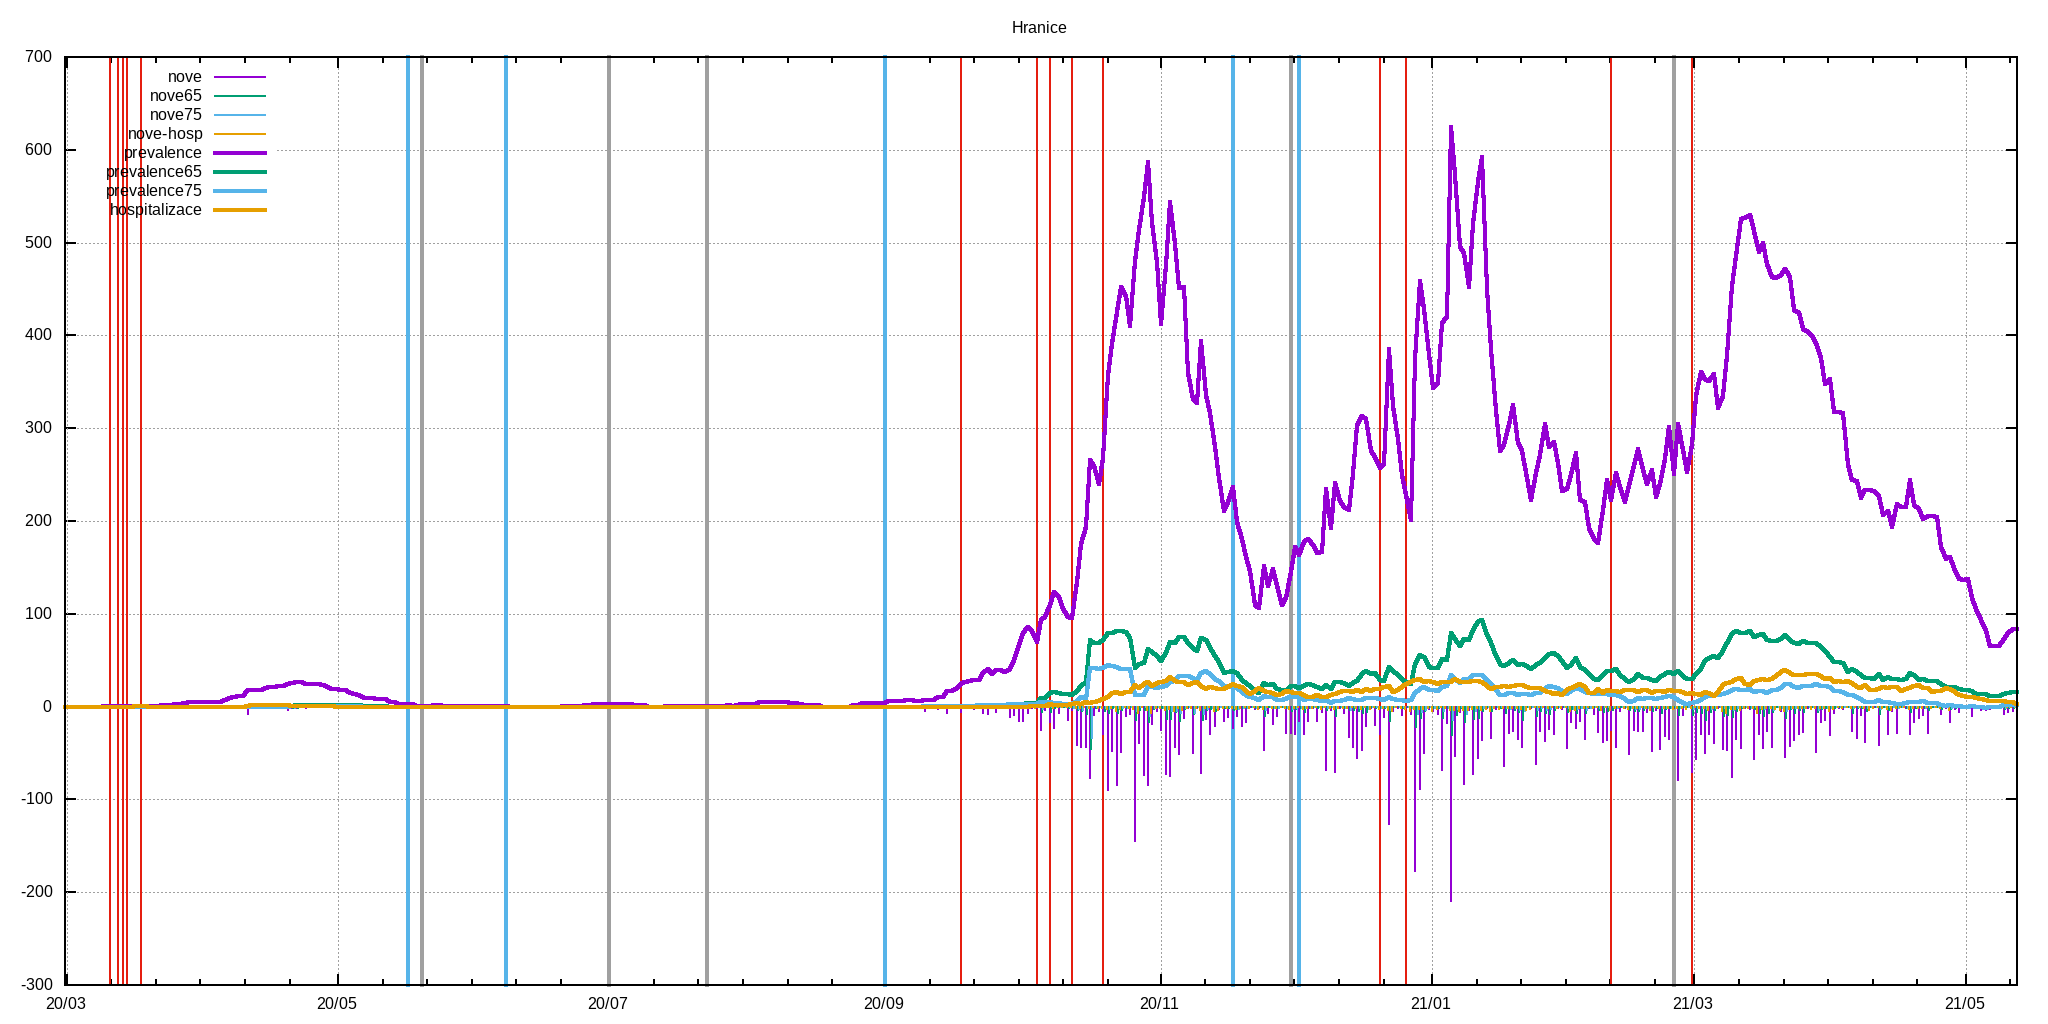 Hranice
700
600
500
400
300
200
100
0
-100
-200
-300
nove
nove65
nove75
nove-hosp
prevalence
prevalence65
prevalence75
hospitalizace
20/03 20/05 20/07 20/09 20/11 21/01 21/03 21/05